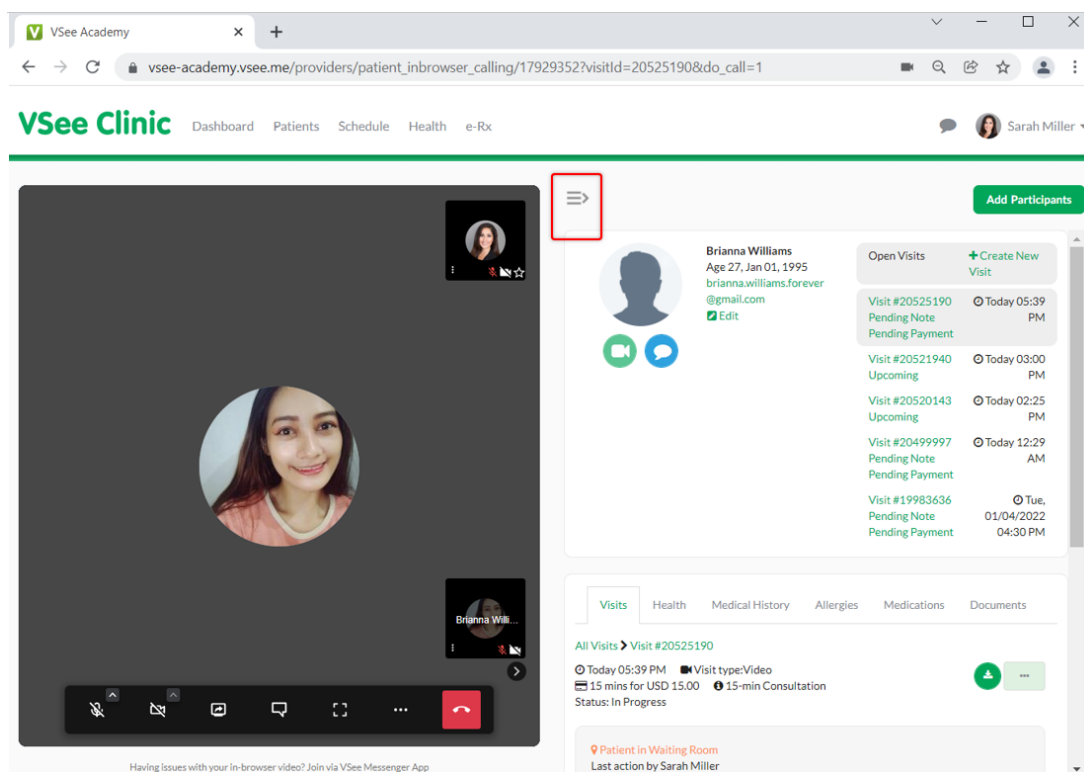 VSee Academy
vsee-academy.vsee.me/providers/patient_inbrowser_calling/17929352?visitId=20525190&do_call=1
VSee Clinic Dashboard Patients Schedule Health e-Rx Sarah Miller
Add Participants
Brianna Williams
Age 27, Jan 01, 1995
brianna.williams.forever
@gmail.com
Edit
Open Visits
Create New
Visit
Visit #20525190 Today 05:39
Pending Note PM
Pending Payment
Visit #20521940 Today 03:00
Upcoming PM
Visit #20520143 Today 02:25
Upcoming PM
Visit #20499997 Today 12:29
Pending Note AM
Pending Payment
Visit #19983636 Tue,
Pending Note 01/04/2022
Pending Payment 04:30 PM
Brianna Willi...
Visits Health Medical History Allergies Medications Documents
All Visits Visit #20525190
Today 05:39 PM Visit type:Video
15 mins for USD 15.00 15-min Consultation
Status: In Progress
Patient in Waiting Room
Last action by Sarah Miller
Having issues with your in-browser video? Join via VSee Messenger App